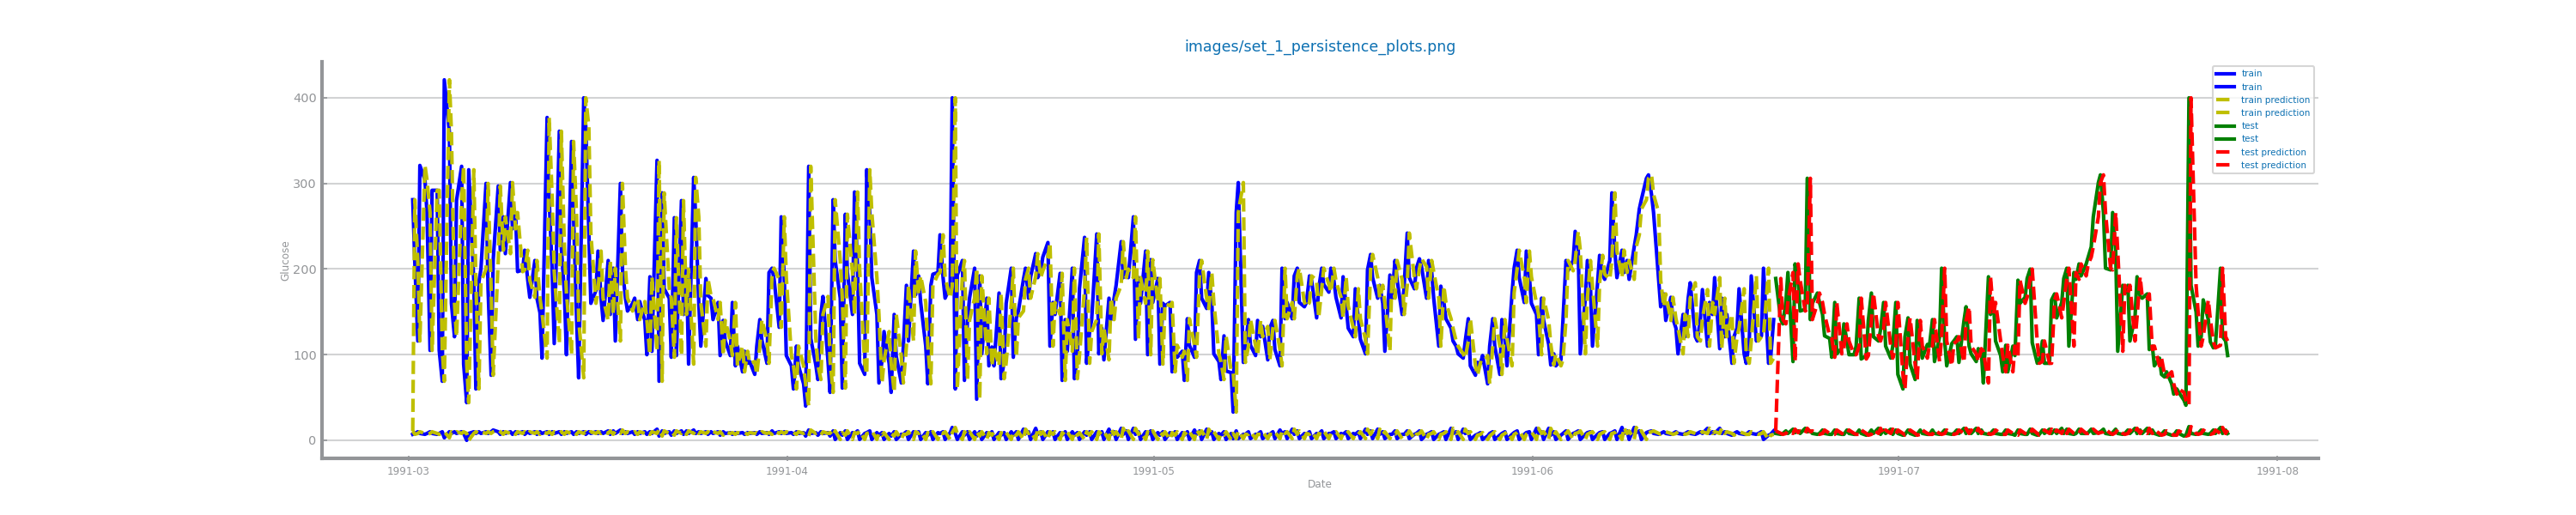 images/set_1_persistence_plots.png
train
train
train prediction
train prediction
test
test
test prediction
test prediction
400
300
200
100
0
Glucose
1991-03
1991-04
1991-05
1991-06
1991-07
1991-08
Date